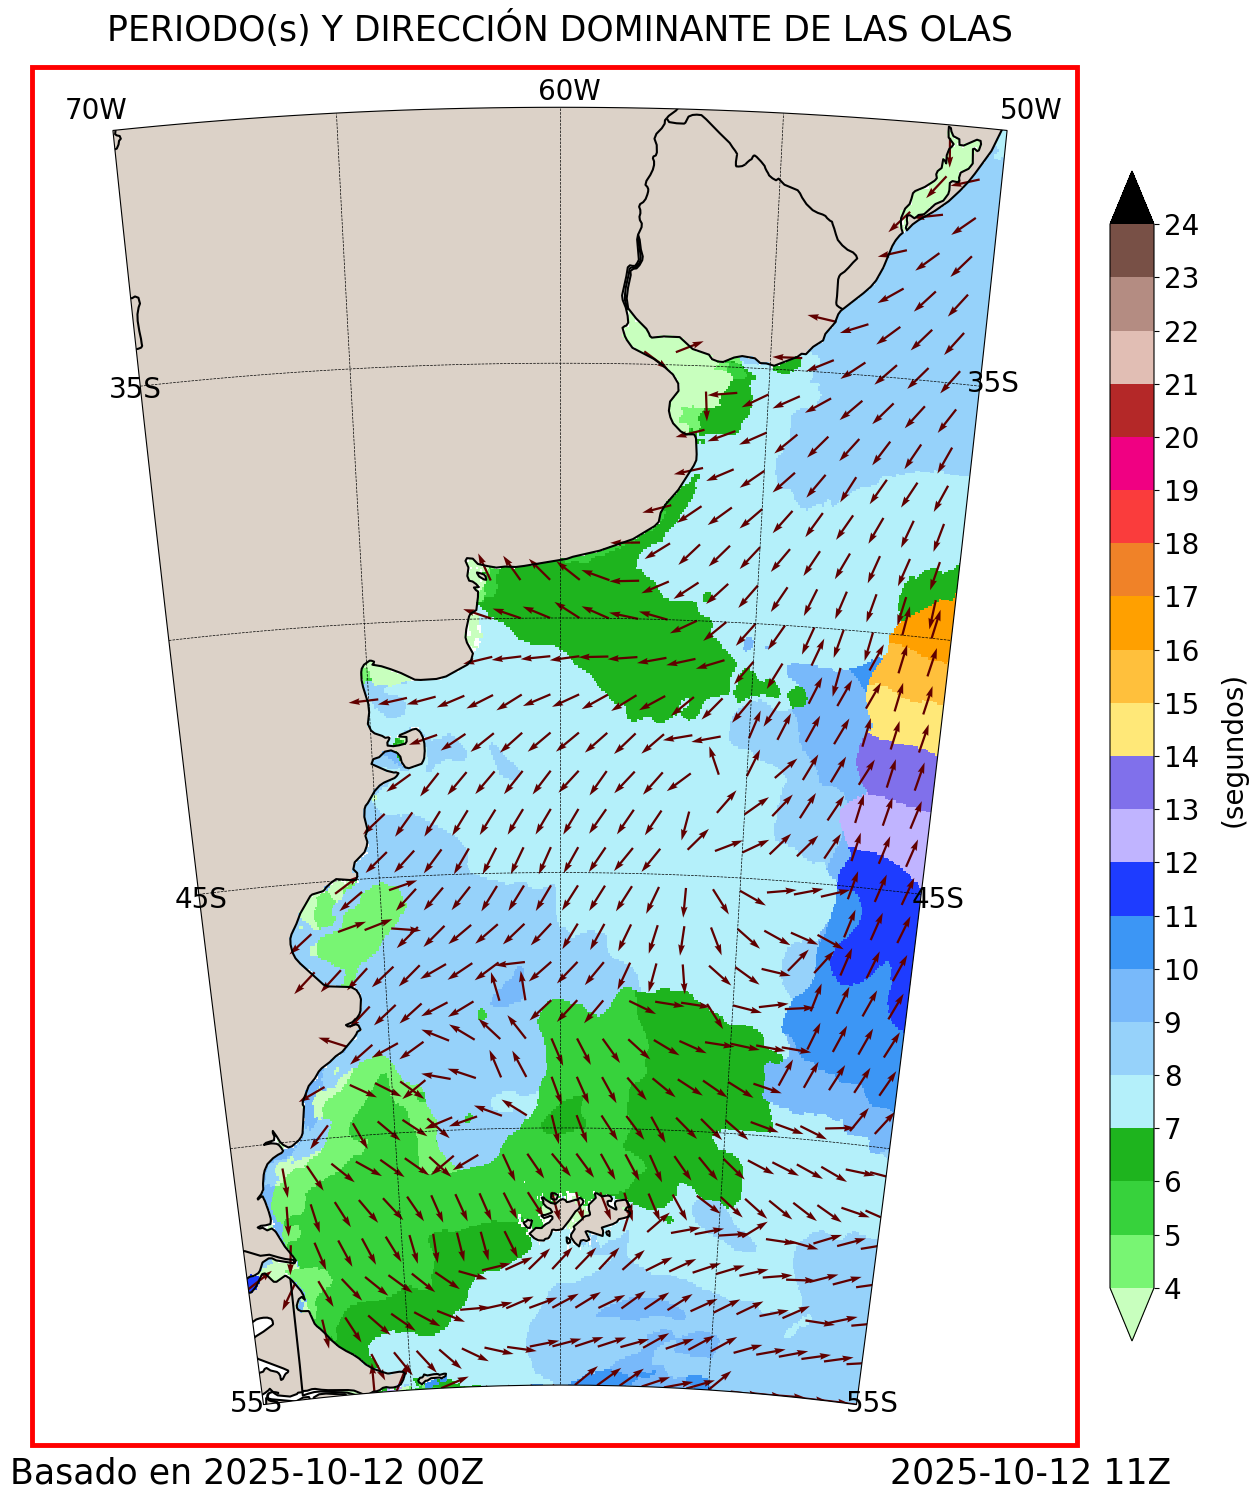 PERIODO(s) Y DIRECCIÓN DOMINANTE DE LAS OLAS
70W
60W
50W
35S
35S
45S
45S
55S
55S
24
23
22
21
20
19
18
17
16
15
14
13
12
11
10
9
8
7
6
5
4
(segundos)
Basado en 2025-10-12 00Z
2025-10-12 11Z